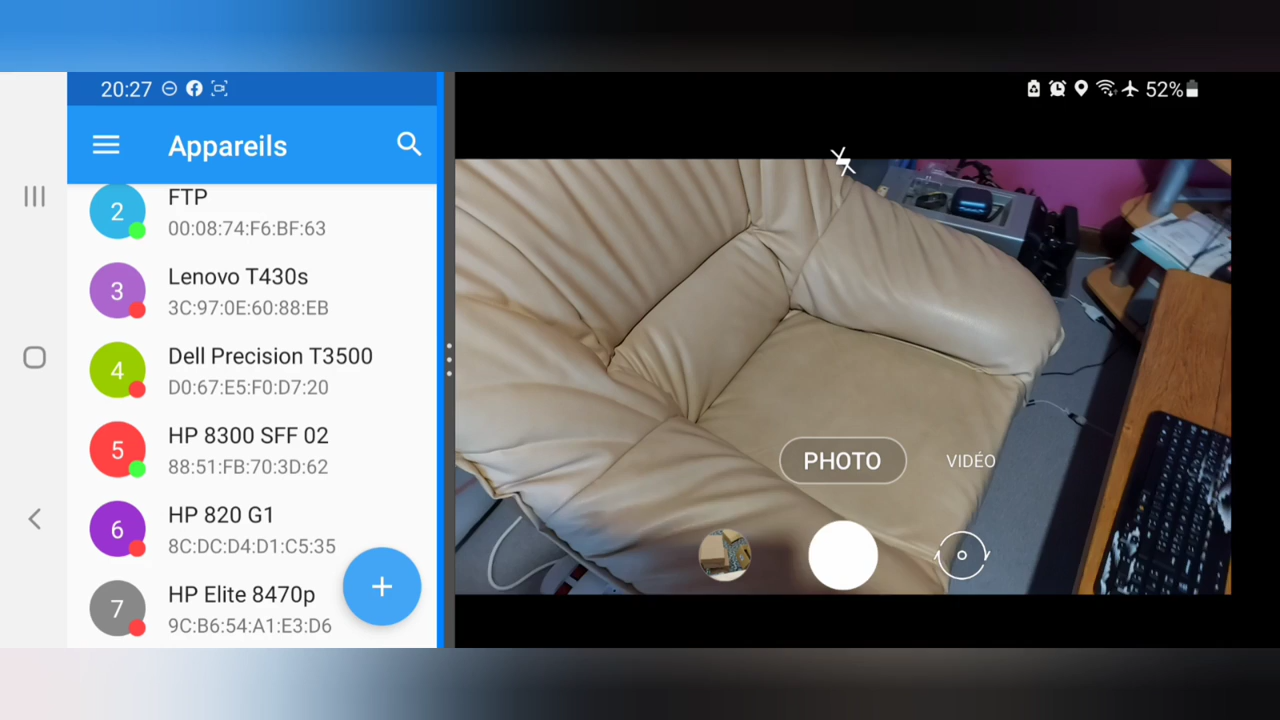 20:27
52%
Appareils
2
FTP
00:08:74:F6:BF:63
3
Lenovo T430s
3C:97:0E:60:88:EB
4
Dell Precision T3500
D0:67:E5:F0:D7:20
5
HP 8300 SFF 02
88:51:FB:70:3D:62
6
HP 820 G1
8C:DC:D4:D1:C5:35
7
HP Elite 8470p
9C:B6:54:A1:E3:D6
PHOTO
VIDÉO